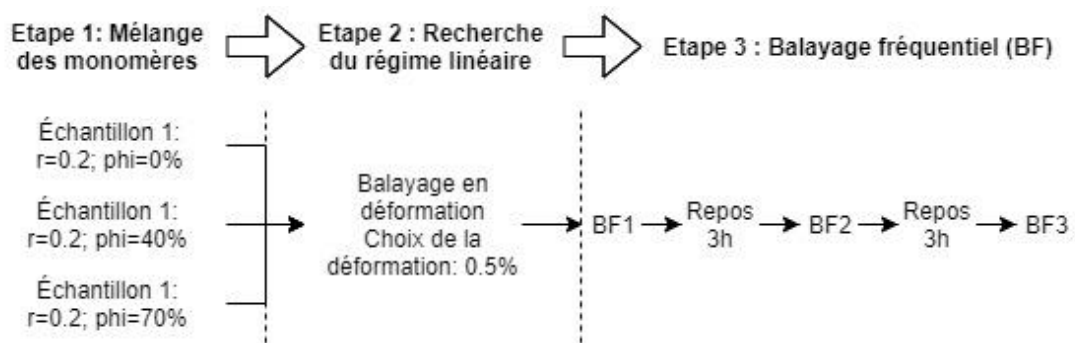 Etape 1: Mélange
des monomères
Etape 2 : Recherche
du régime linéaire
Etape 3 : Balayage fréquentiel (BF)
Échantillon 1:
r=0.2; phi=0%
Échantillon 1:
r=0.2; phi=40%
Échantillon 1:
r=0.2; phi=70%
Balayage en
déformation
Choix de la
déformation: 0.5%
BF1
Repos
3h
BF2
Repos
3h
BF3